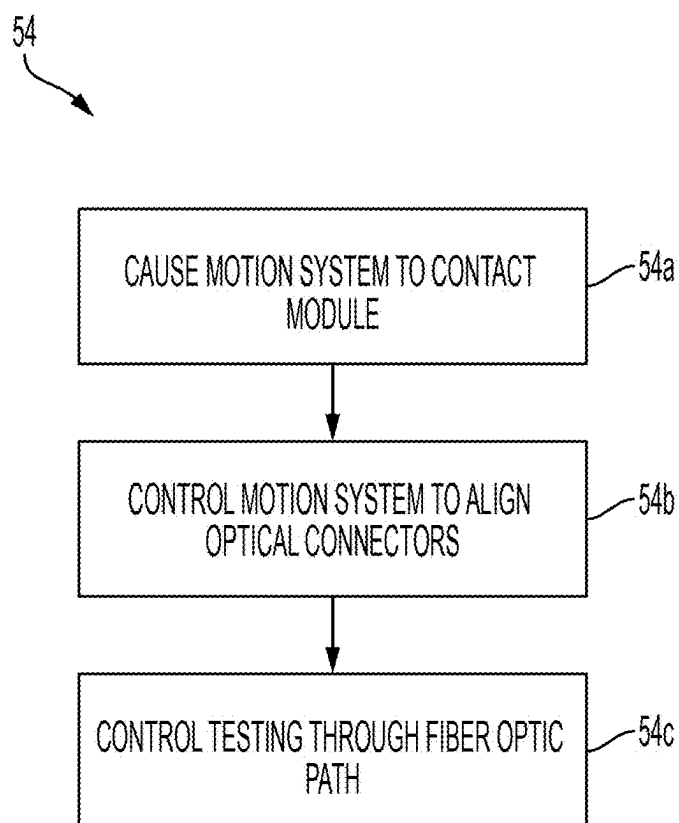 54
CAUSE MOTION SYSTEM TO CONTACT
MODULE
54a
CONTROL MOTION SYSTEM TO ALIGN
OPTICAL CONNECTORS
54b
CONTROL TESTING THROUGH FIBER OPTIC
PATH
54c